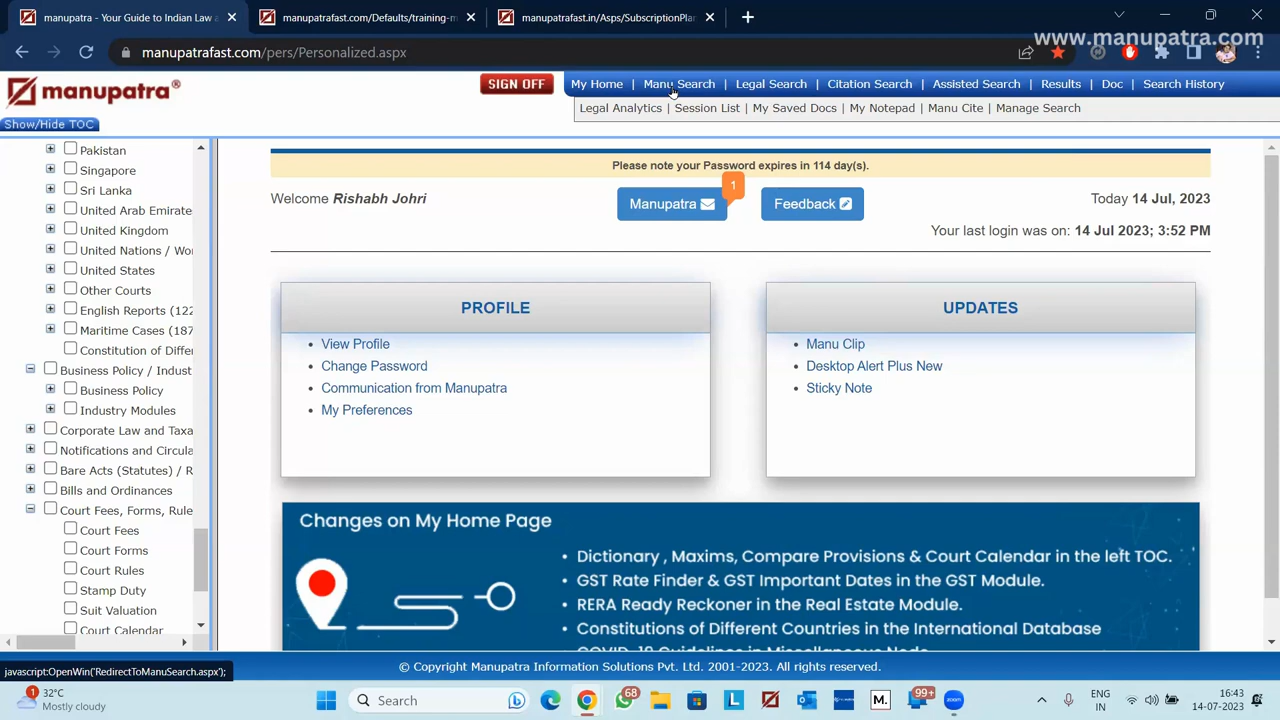 manupatra - Your Guide to Indian Law a
manupatrafast.com/Defaults/training-m
manupatrafast.in/Asps/SubscriptionPlan
www.manupatra.com
manupatrafast.com/pers/Personalized.aspx
manupatra®
SIGN OFF
My Home | Manu Search | Legal Search | Citation Search | Assisted Search | Results | Doc | Search History
Legal Analytics | Session List | My Saved Docs | My Notepad | Manu Cite | Manage Search
Show/Hide TOC
Pakistan
Singapore
Sri Lanka
United Arab Emirate
United Kingdom
United Nations / Wor
United States
Other Courts
English Reports (122
Maritime Cases (187
Constitution of Differ
Business Policy / Indust
Business Policy
Industry Modules
Corporate Law and Taxa
Notifications and Circula
Bare Acts (Statutes) / R
Bills and Ordinances
Court Fees, Forms, Rule
Court Fees
Court Forms
Court Rules
Stamp Duty
Suit Valuation
Court Calendar
Please note your Password expires in 114 day(s).
Welcome Rishabh Johri
Manupatra
1
Feedback
Today 14 Jul, 2023
Your last login was on: 14 Jul 2023; 3:52 PM
PROFILE
• View Profile
• Change Password
• Communication from Manupatra
• My Preferences
UPDATES
• Manu Clip
• Desktop Alert Plus New
• Sticky Note
Changes on My Home Page
• Dictionary , Maxims, Compare Provisions & Court Calendar in the left TOC.
• GST Rate Finder & GST Important Dates in the GST Module.
• RERA Ready Reckoner in the Real Estate Module.
• Constitutions of Different Countries in the International Database
• COVID-19 Guidelines in Miscellaneous Node
© Copyright Manupatra Information Solutions Pvt. Ltd. 2001-2023. All rights reserved.
javascript:OpenWin('RedirectToManuSearch.aspx');
1
32°C
Mostly cloudy
Search
68
L
M.
99+
ENG
IN
16:43
14-07-2023